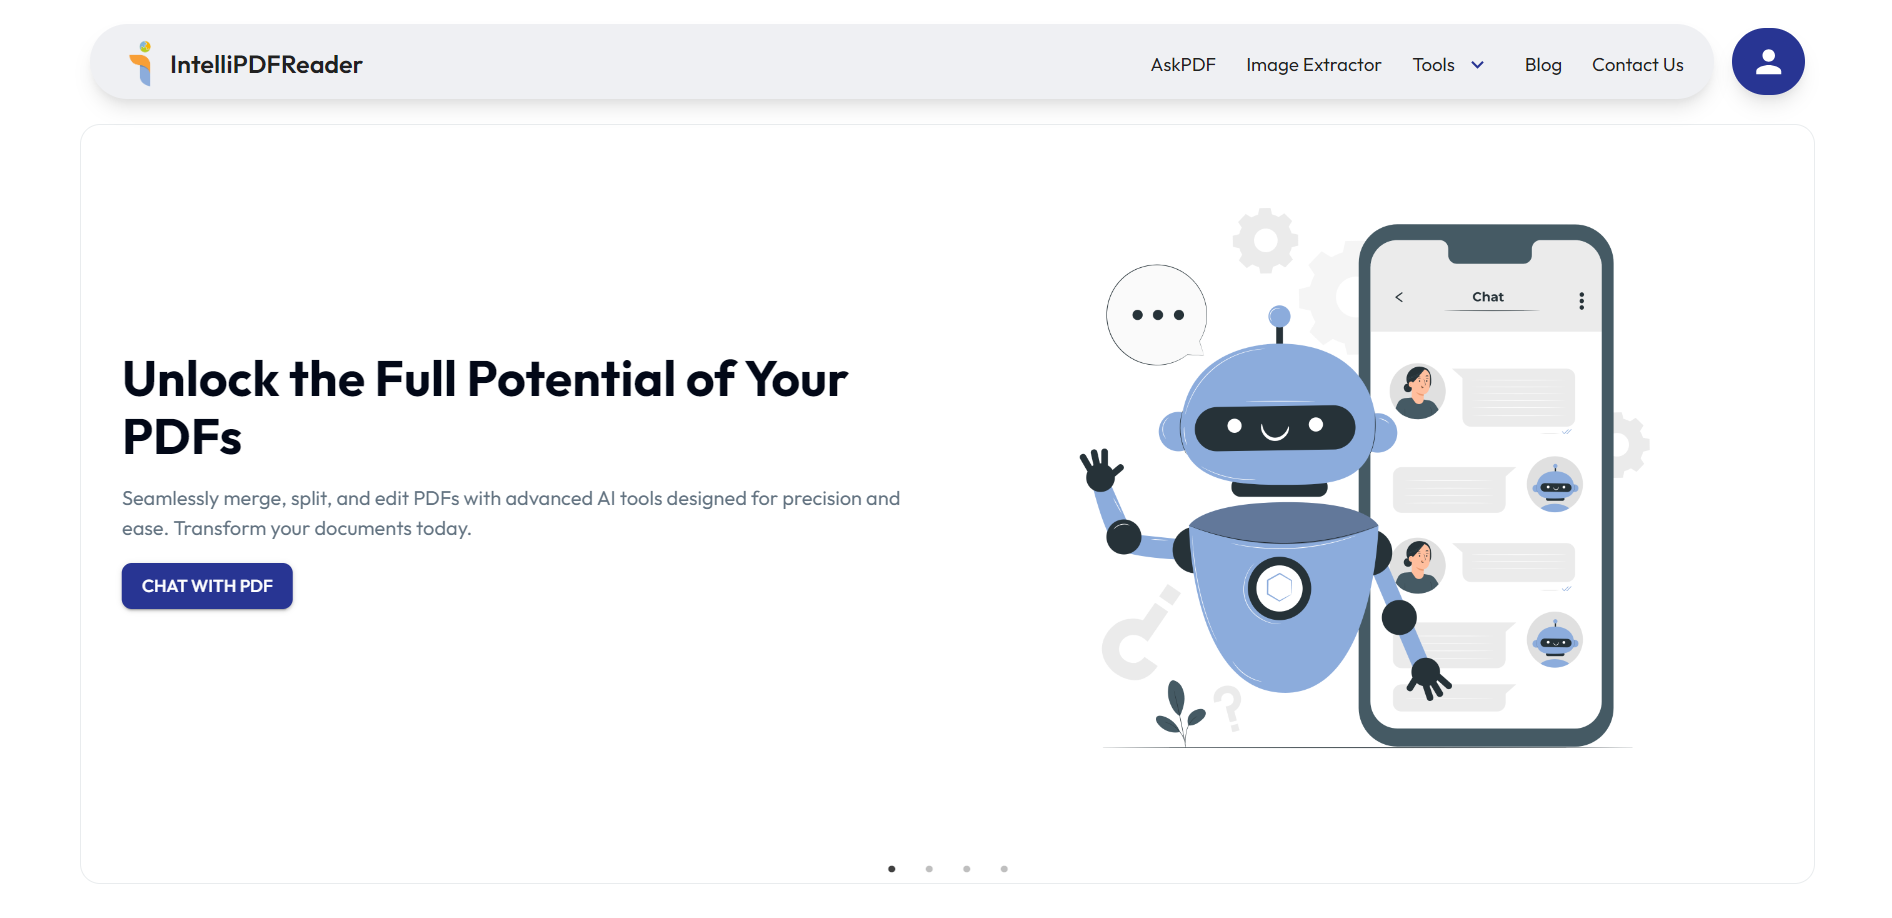 IntelliPDFReader
AskPDF Image Extractor Tools Blog Contact Us
Unlock the Full Potential of Your
PDFs
Seamlessly merge, split, and edit PDFs with advanced AI tools designed for precision and
ease. Transform your documents today.
CHAT WITH PDF
Chat